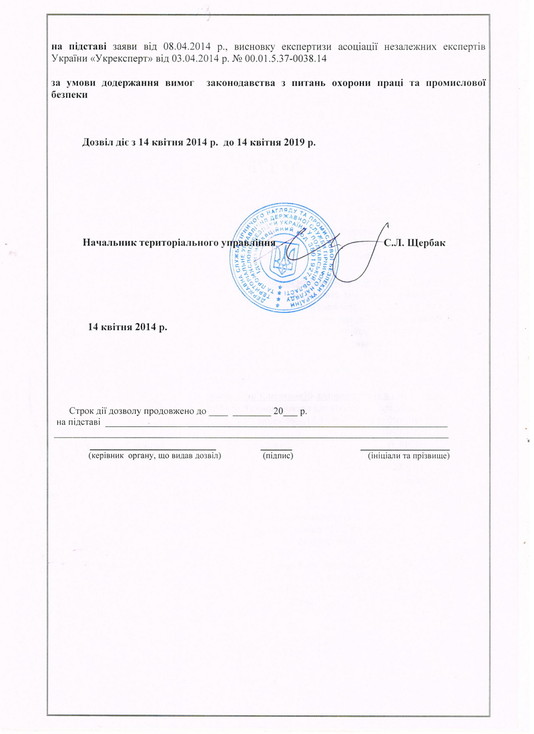 на підставі заяви від 08.04.2014 р., висновку експертизи асоціації незалежних експертів
України «Укрексперт» від 03.04.2014 р. № 00.01.5.37-0038.14
за умови додержання вимог законодавства з питань охорони праці та промислової
безпеки
Дозвіл діє з 14 квітня 2014 р. до 14 квітня 2019 р.
Начальник територіального управління С.Л. Щербак
14 квітня 2014 р.
Строк дії дозволу продовжено до ____ ________ 20___ р.
на підставі
(керівник органу, що видав дозвіл) (підпис) (ініціали та прізвище)